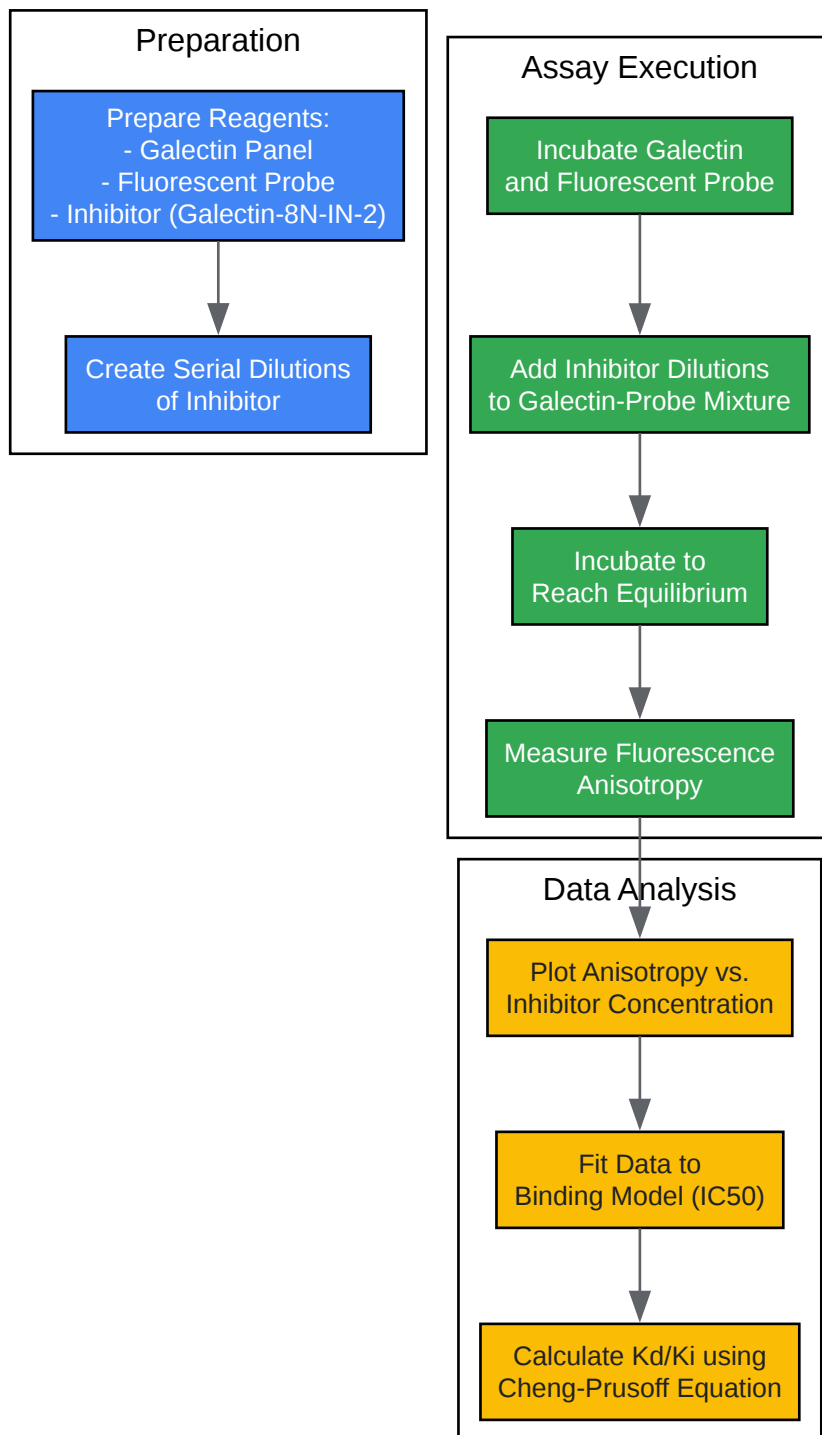 Preparation
Prepare Reagents:
- Galectin Panel
- Fluorescent Probe
- Inhibitor (Galectin-8N-IN-2)
Create Serial Dilutions
of Inhibitor
Assay Execution
Incubate Galectin
and Fluorescent Probe
Add Inhibitor Dilutions
to Galectin-Probe Mixture
Incubate to
Reach Equilibrium
Measure Fluorescence
Anisotropy
Data Analysis
Plot Anisotropy vs.
Inhibitor Concentration
Fit Data to
Binding Model (IC50)
Calculate Kd/Ki using
Cheng-Prusoff Equation